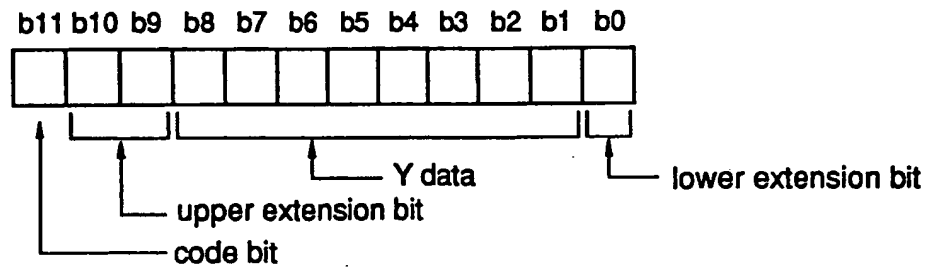 b11 b10 b9 b8 b7 b6 b5 b4 b3 b2 b1 b0
Y data
lower extension bit
upper extension bit
code bit